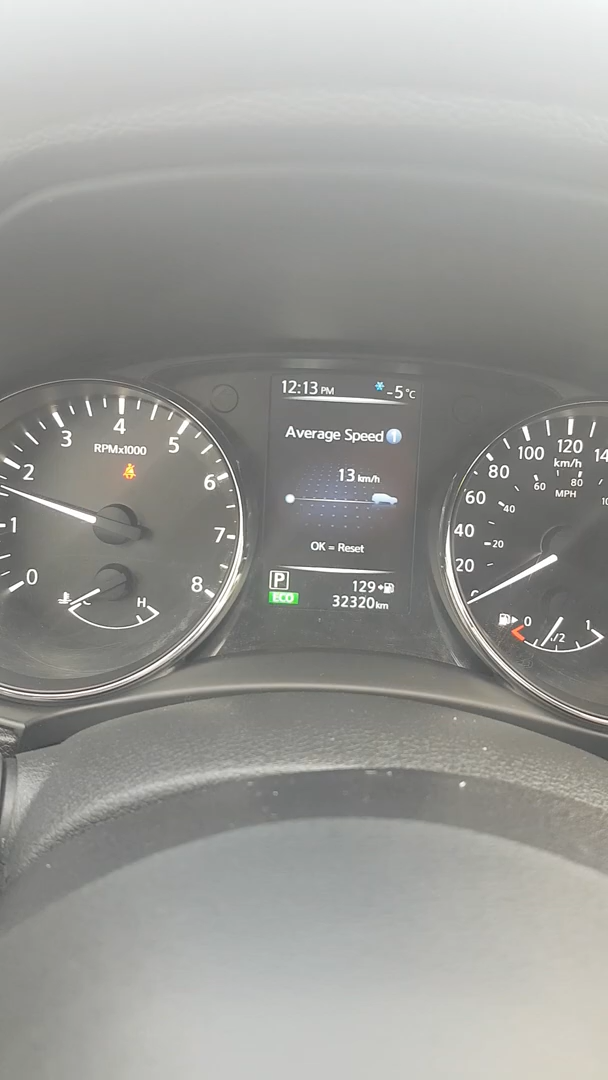 12:13 PM -5°C
Average Speed
13 km/h
OK = Reset
P 129
ECO 32320 km
RPMx1000
0
1
2
3
4
5
6
7
8
C H
20
40
60
80
100
120
km/h
20
40
60
80
MPH
0 1/2 1